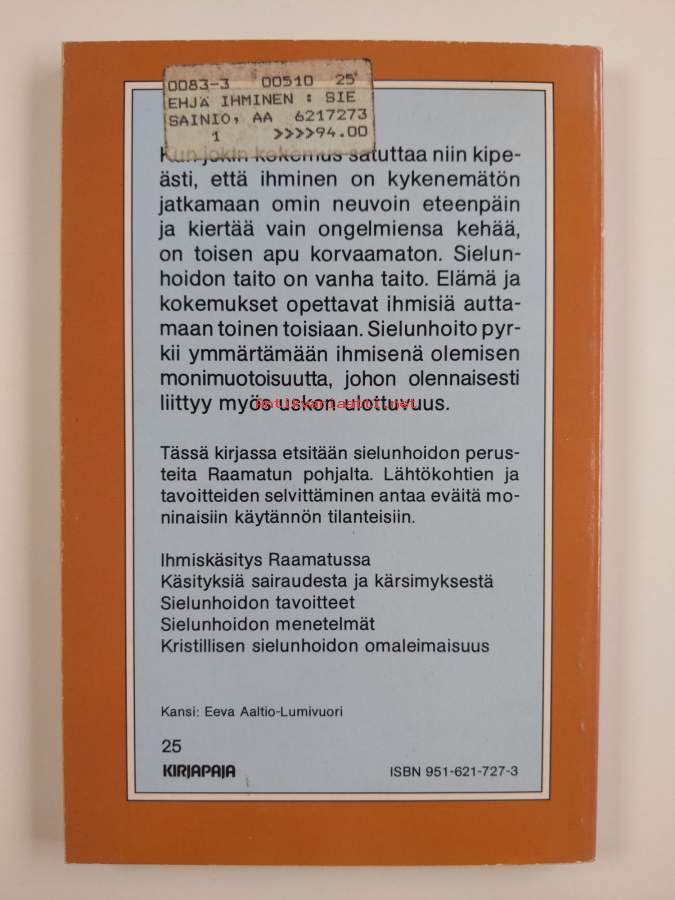 0083-3 00510 25
EHJÄ IHMINEN : SIE
SAINIO, AA 6217273
1 >>>>94.00
Kun jokin kokemus satuttaa niin kipe-
ästi, että ihminen on kykenemätön
jatkamaan omin neuvoin eteenpäin
ja kiertää vain ongelmiensa kehää,
on toisen apu korvaamaton. Sielun-
hoidon taito on vanha taito. Elämä ja
kokemukset opettavat ihmisiä autta-
maan toinen toisiaan. Sielunhoito pyr-
kii ymmärtämään ihmisenä olemisen
monimuotoisuutta, johon olennaisesti
liittyy myös uskon ulottuvuus.
antikvariaatti.net
Tässä kirjassa etsitään sielunhoidon perus-
teita Raamatun pohjalta. Lähtökohtien ja
tavoitteiden selvittäminen antaa eväitä mo-
ninaisiin käytännön tilanteisiin.
Ihmiskäsitys Raamatussa
Käsityksiä sairaudesta ja kärsimyksestä
Sielunhoidon tavoitteet
Sielunhoidon menetelmät
Kristillisen sielunhoidon omaleimaisuus
Kansi: Eeva Aaltio-Lumivuori
25
KIRJAPAJA
ISBN 951-621-727-3